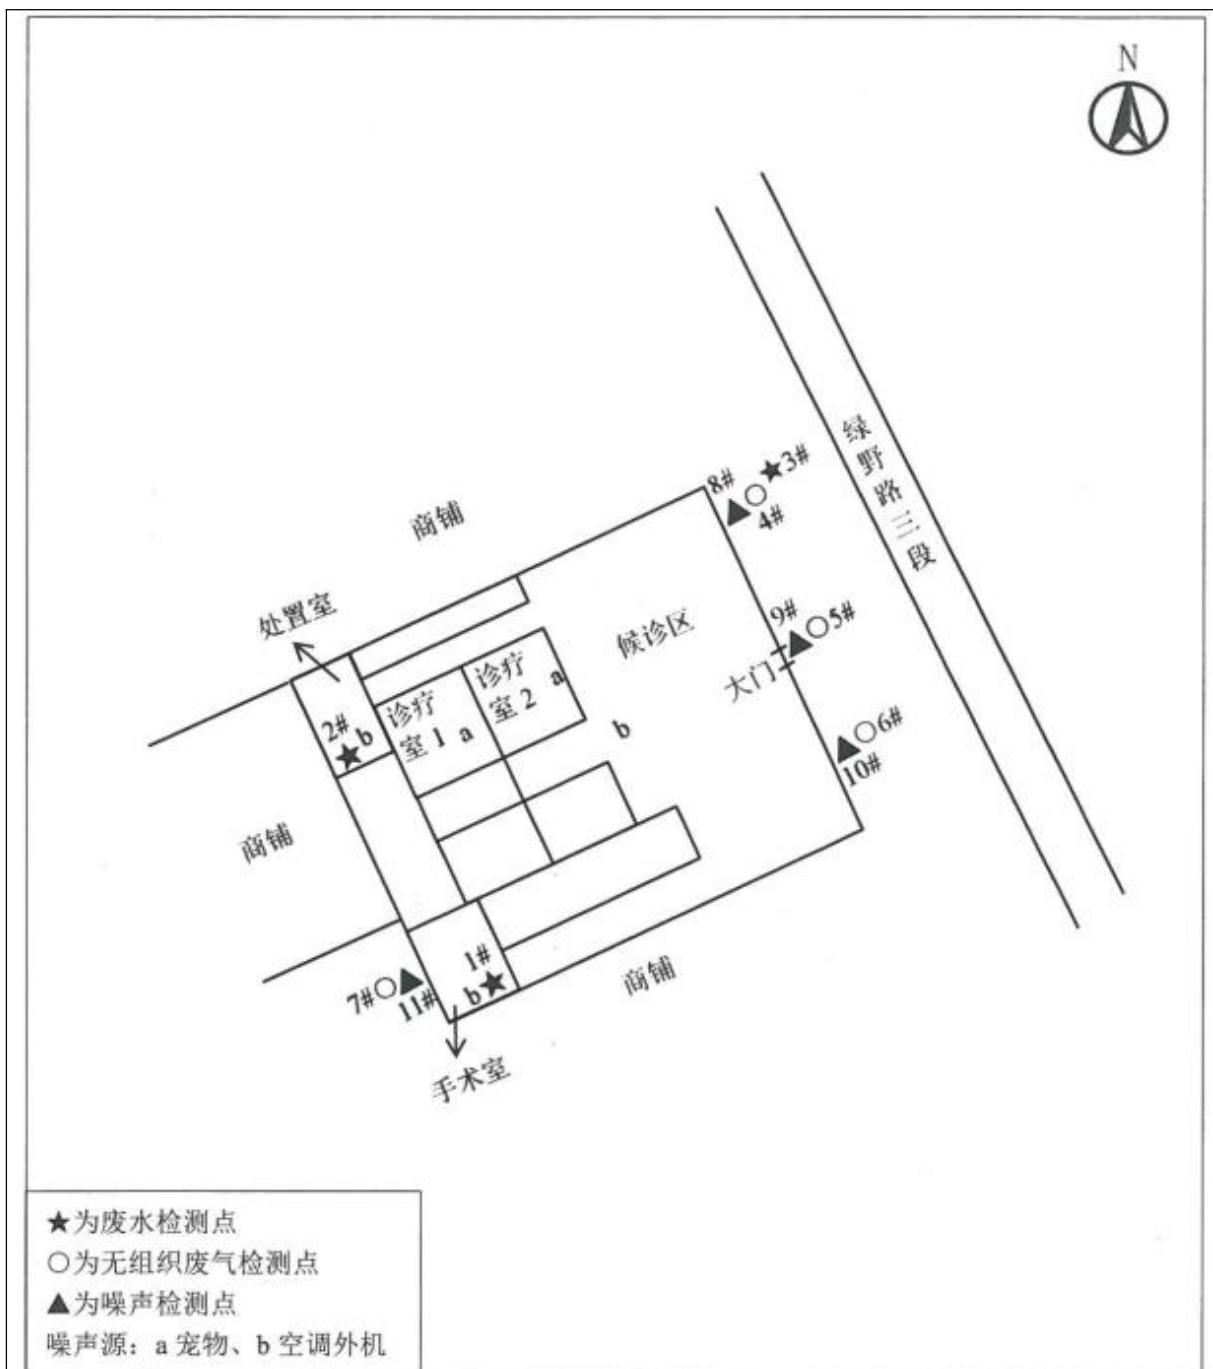 N
绿野路三段
8#
3#
4#
商铺
处置室
9#
5#
候诊区
大门
诊疗
室2 a
诊疗
室1 a
2#
b
b
6#
10#
商铺
1#
b
7#
11#
商铺
手术室
★为废水检测点
○为无组织废气检测点
▲为噪声检测点
噪声源：a 宠物、b 空调外机